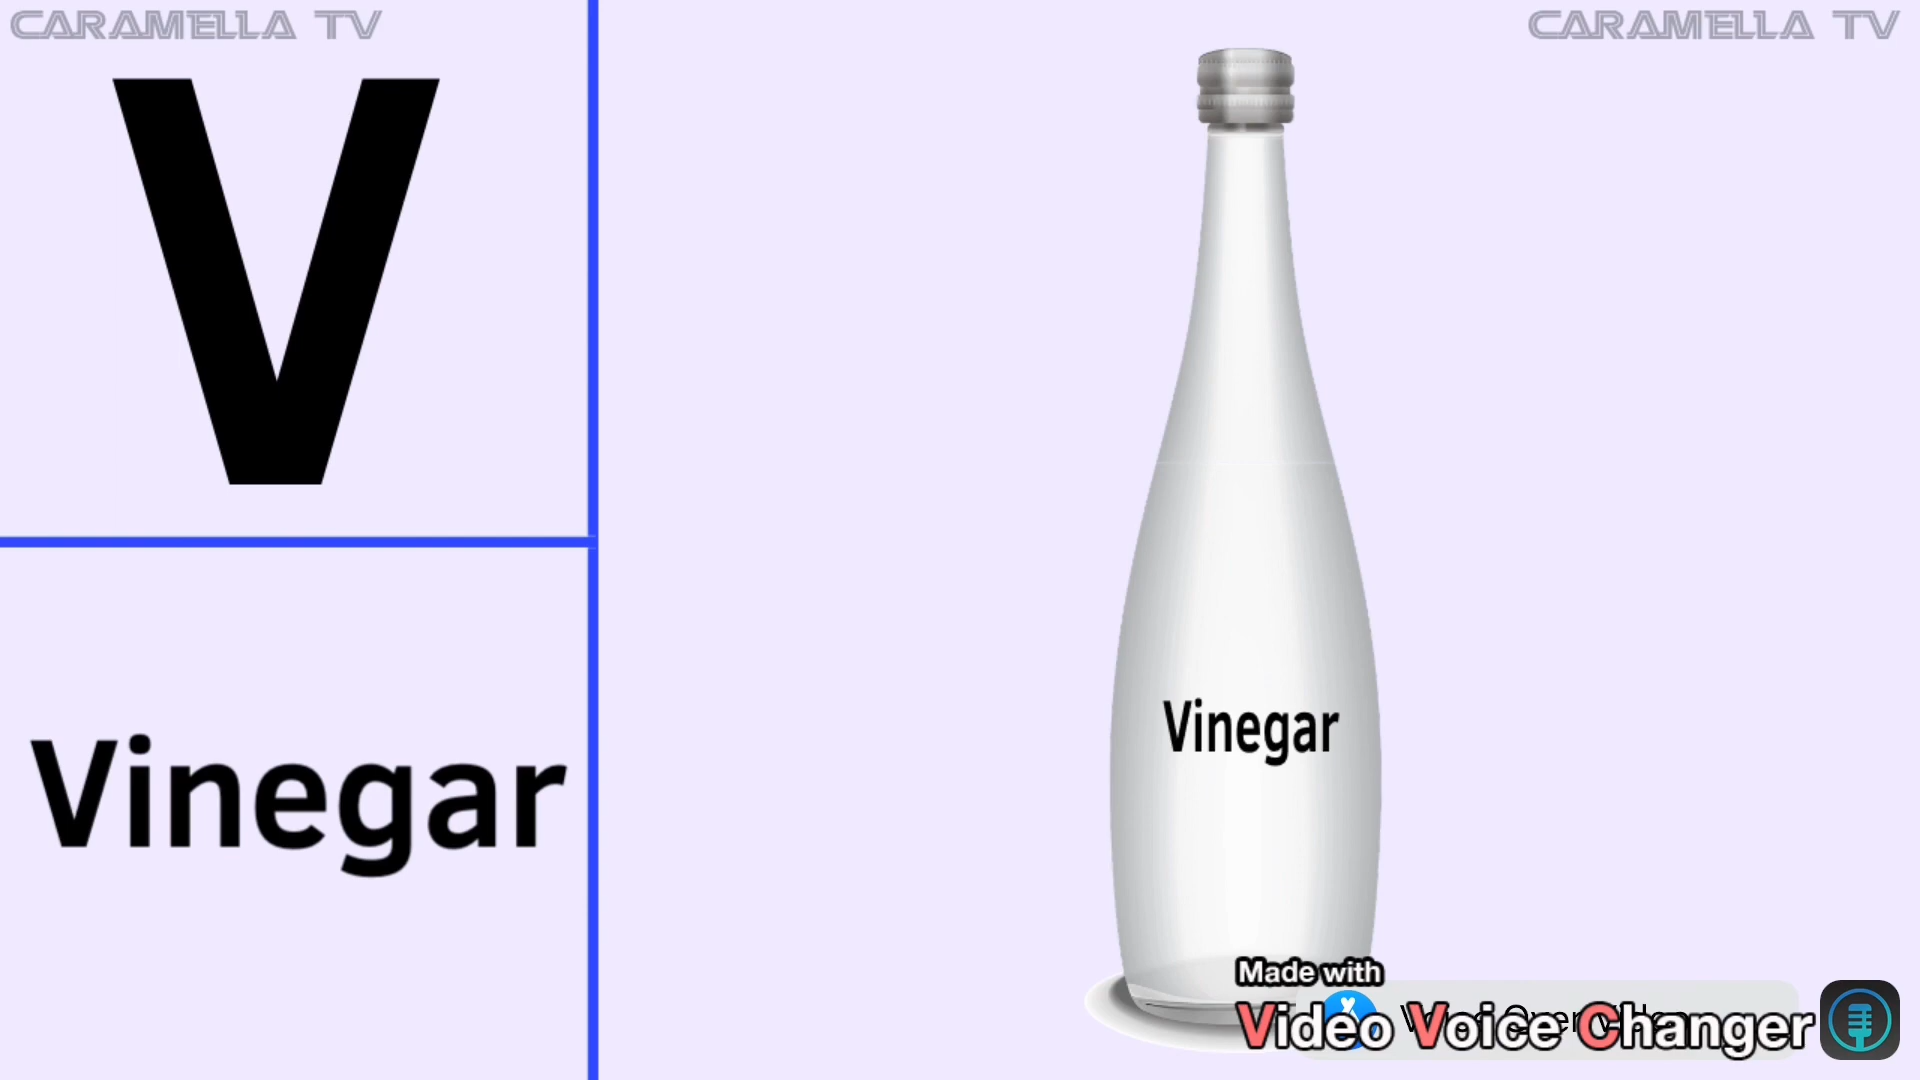 CARAMELLA TV
CARAMELLA TV
V
Vinegar
Vinegar
Made with
Video Voice Changer